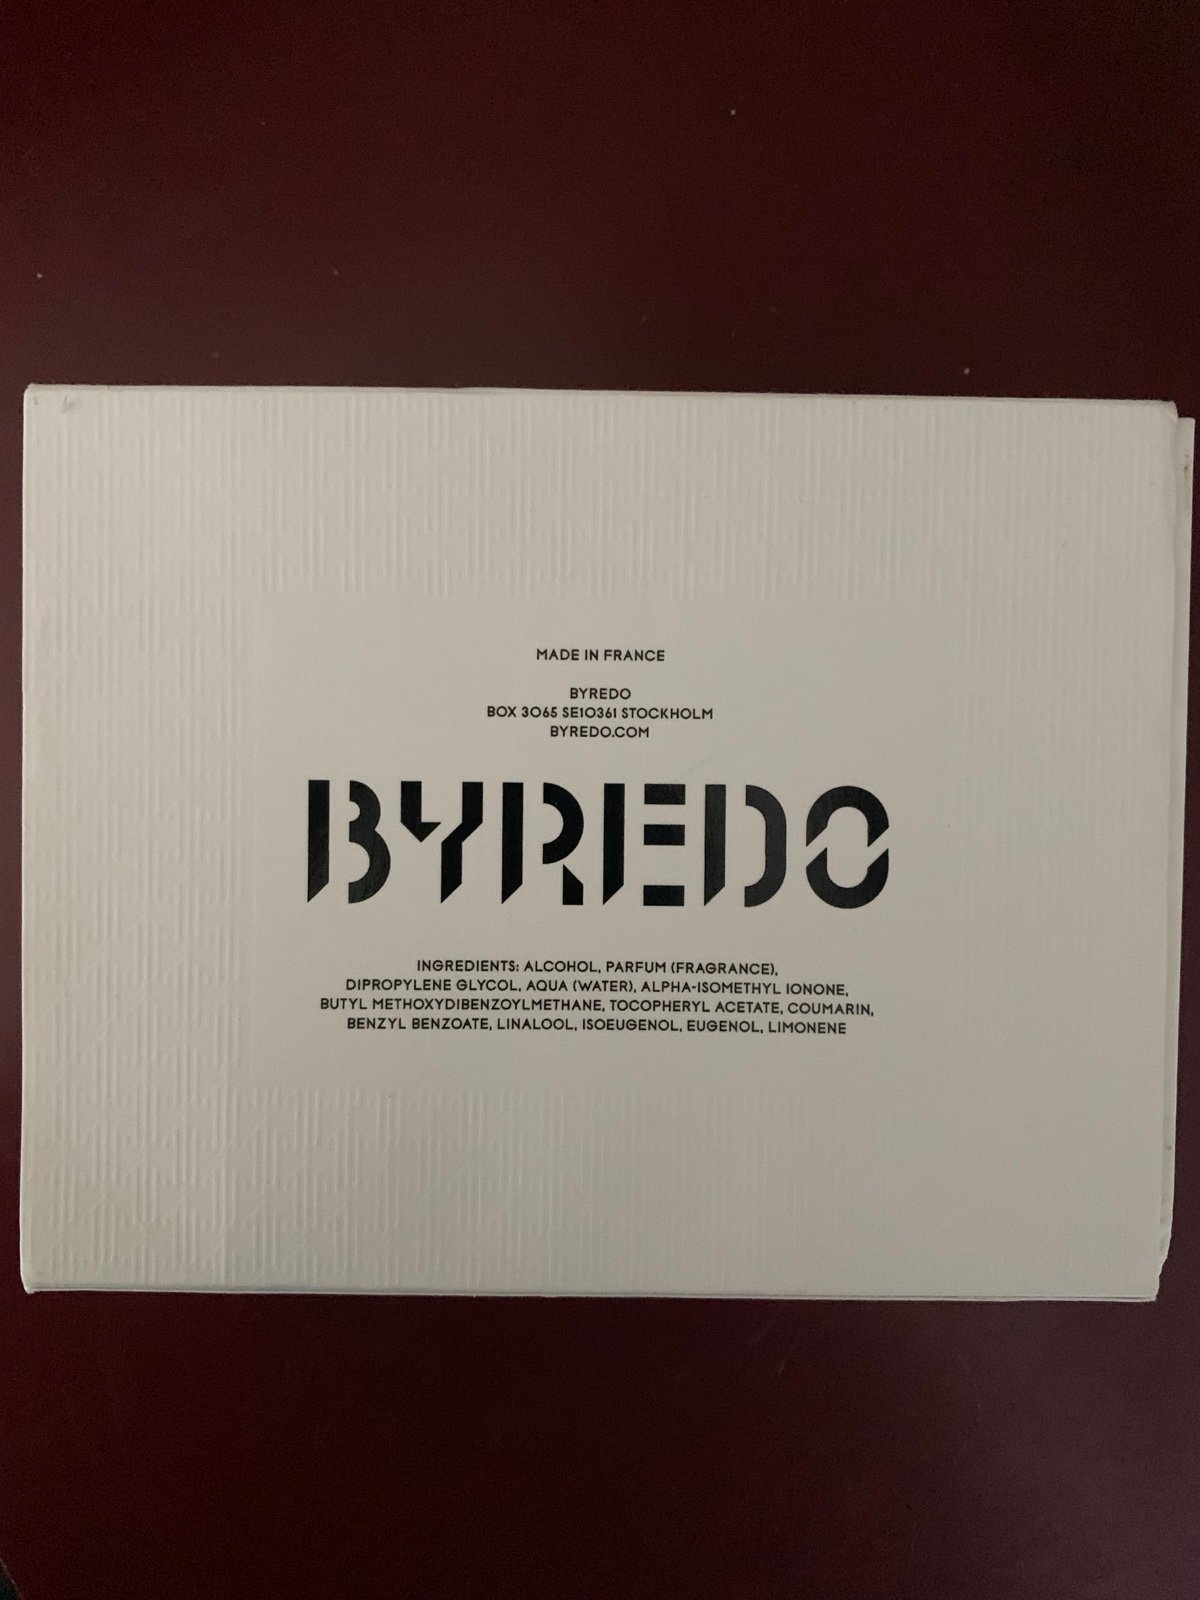 MADE IN FRANCE
BYREDO
BOX 3065 SE10361 STOCKHOLM
BYREDO.COM
BYREDO
INGREDIENTS: ALCOHOL, PARFUM (FRAGRANCE),
DIPROPYLENE GLYCOL, AQUA (WATER), ALPHA-ISOMETHYL IONONE,
BUTYL METHOXYDIBENZOYLMETHANE, TOCOPHERYL ACETATE, COUMARIN,
BENZYL BENZOATE, LINALOOL, ISOEUGENOL, EUGENOL, LIMONENE